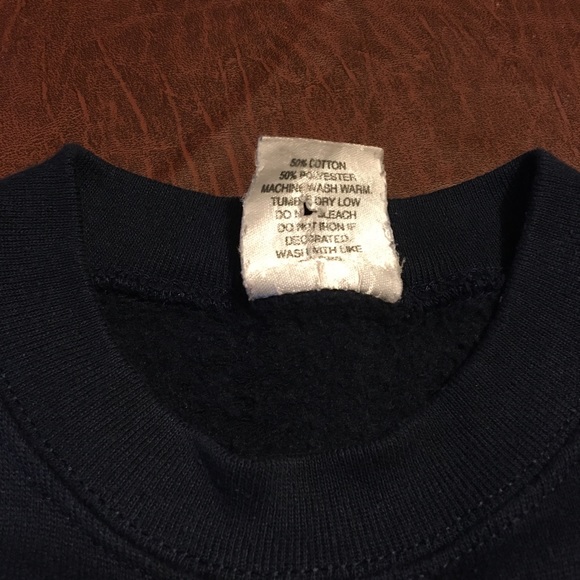 50% COTTON
50% POLYESTER
MACHINE WASH WARM
TUMBLE DRY LOW
DO NOT BLEACH
DO NOT IRON IF
DECORATED
WASH WITH LIKE